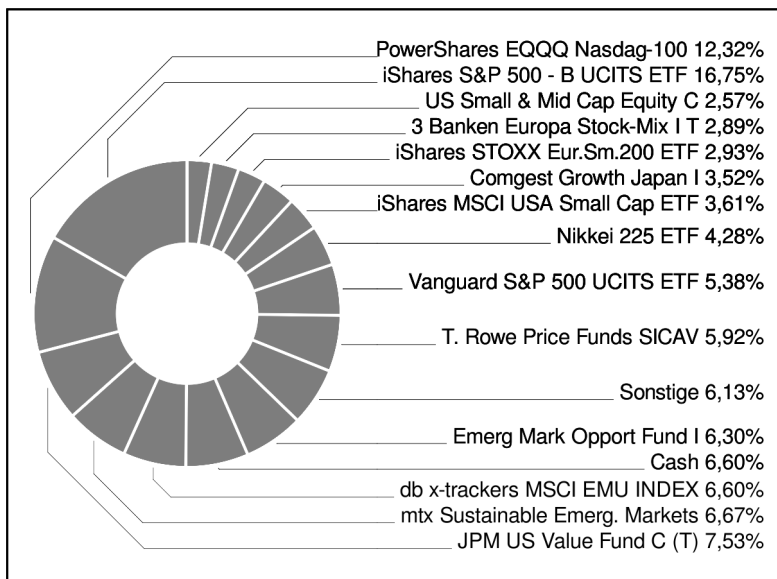 PowerShares EQQQ Nasdag-100 12,32%
iShares S&P 500 - B UCITS ETF 16,75%
US Small & Mid Cap Equity C 2,57%
3 Banken Europa Stock-Mix I T 2,89%
iShares STOXX Eur.Sm.200 ETF 2,93%
Comgest Growth Japan I 3,52%
iShares MSCI USA Small Cap ETF 3,61%
Nikkei 225 ETF 4,28%
Vanguard S&P 500 UCITS ETF 5,38%
T. Rowe Price Funds SICAV 5,92%
Sonstige 6,13%
Emerg Mark Opport Fund I 6,30%
Cash 6,60%
db x-trackers MSCI EMU INDEX 6,60%
mtx Sustainable Emerg. Markets 6,67%
JPM US Value Fund C (T) 7,53%